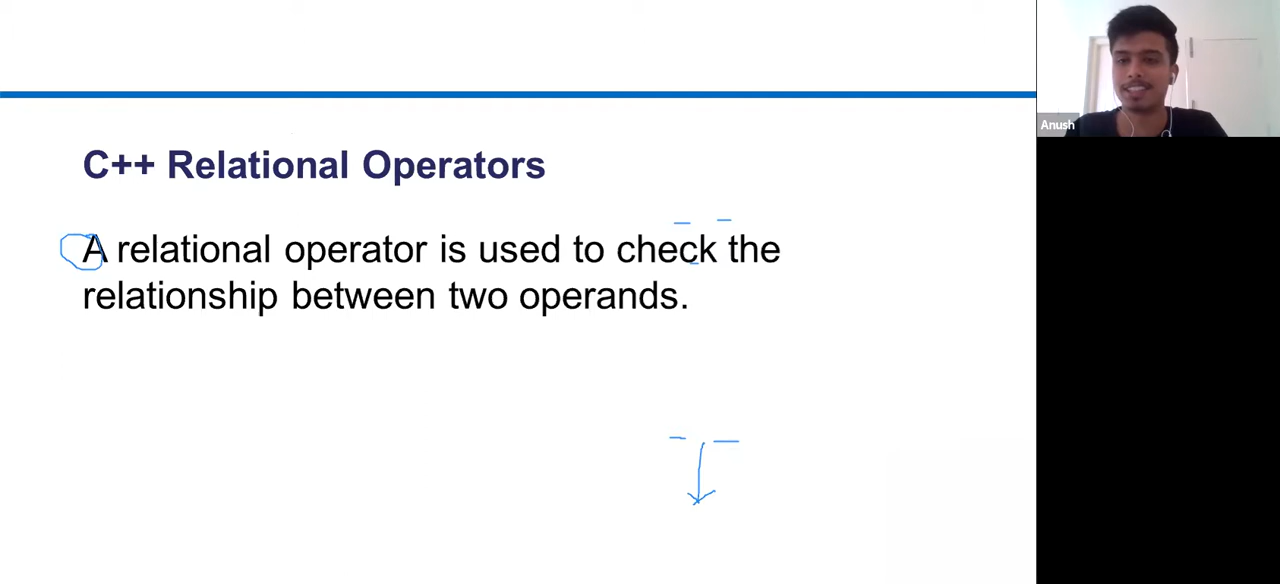 C++ Relational Operators
A relational operator is used to check the
relationship between two operands.
Anush